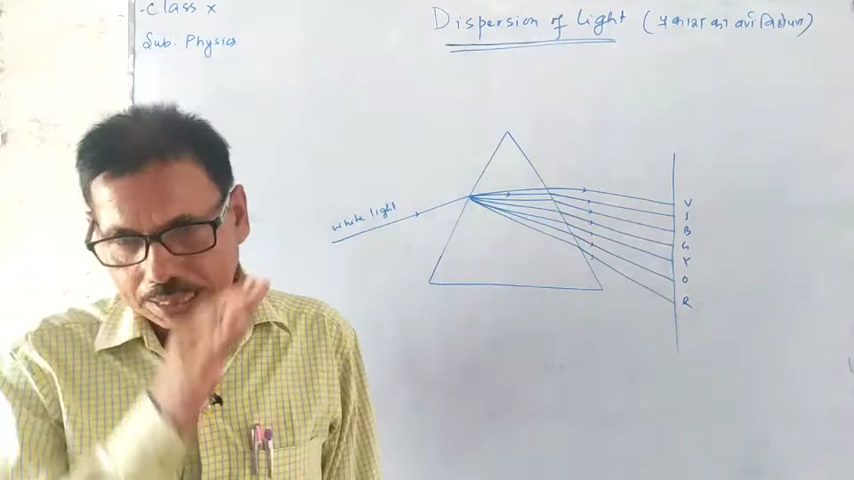 -Class x
Sub: Physics
Dispersion of light (प्रकाश का वर्ण विक्षेपण)
white light
V
I
B
G
Y
O
R